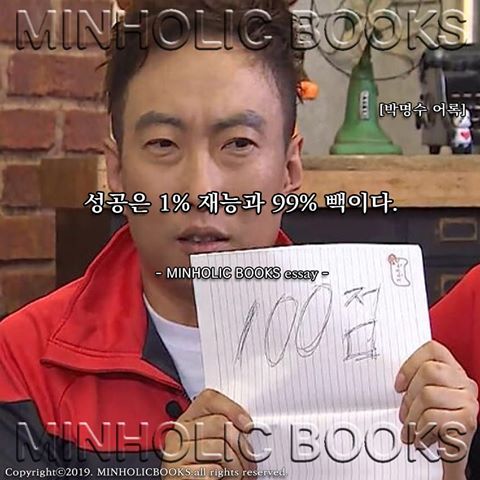 MINHOLIC BOOKS
[박명수 어록]
성공은 1% 재능과 99% 빽이다.
- MINHOLIC BOOKS essay -
100점
MINHOLIC BOOKS
Copyright©2019. MINHOLICBOOKS.all rights reserved.